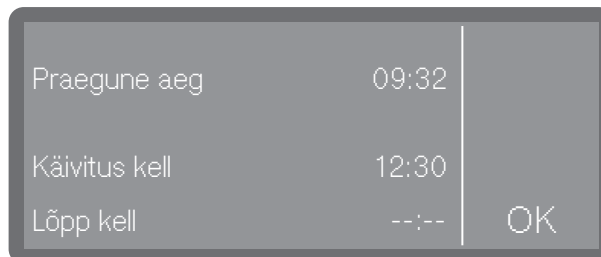 Praegune aeg 09:32
Käivitus kell 12:30
Lõpp kell --:--
OK